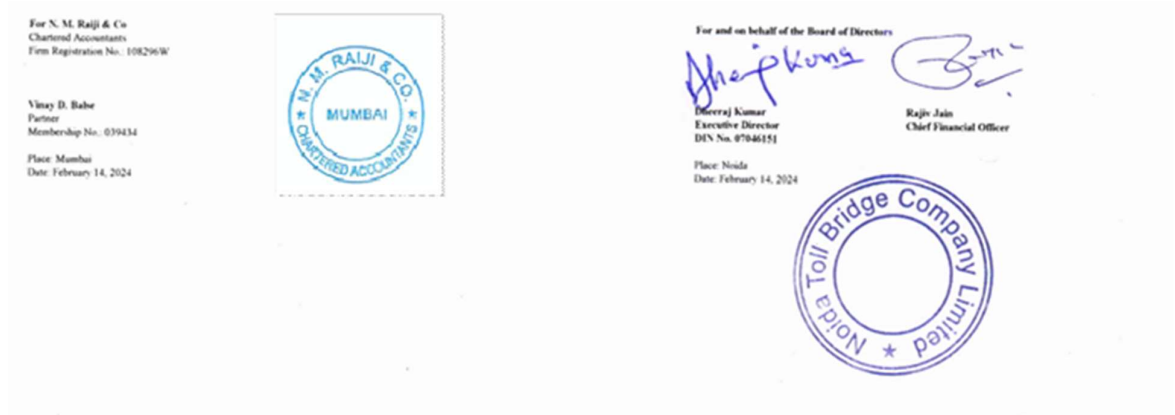 For N. M. Raiji & Co
Chartered Accountants
Firm Registration No.: 108296W
N. M. RAIJI & CO.
MUMBAI
★ CHARTERED ACCOUNTANTS ★
Vinay D. Balse
Partner
Membership No.: 039434
Place: Mumbai
Date: February 14, 2024
For and on behalf of the Board of Directors
Dheeraj Kumar
Executive Director
DIN No. 07046151
Rajiv Jain
Chief Financial Officer
Place: Noida
Date: February 14, 2024
Noida Toll Bridge Company Limited ★